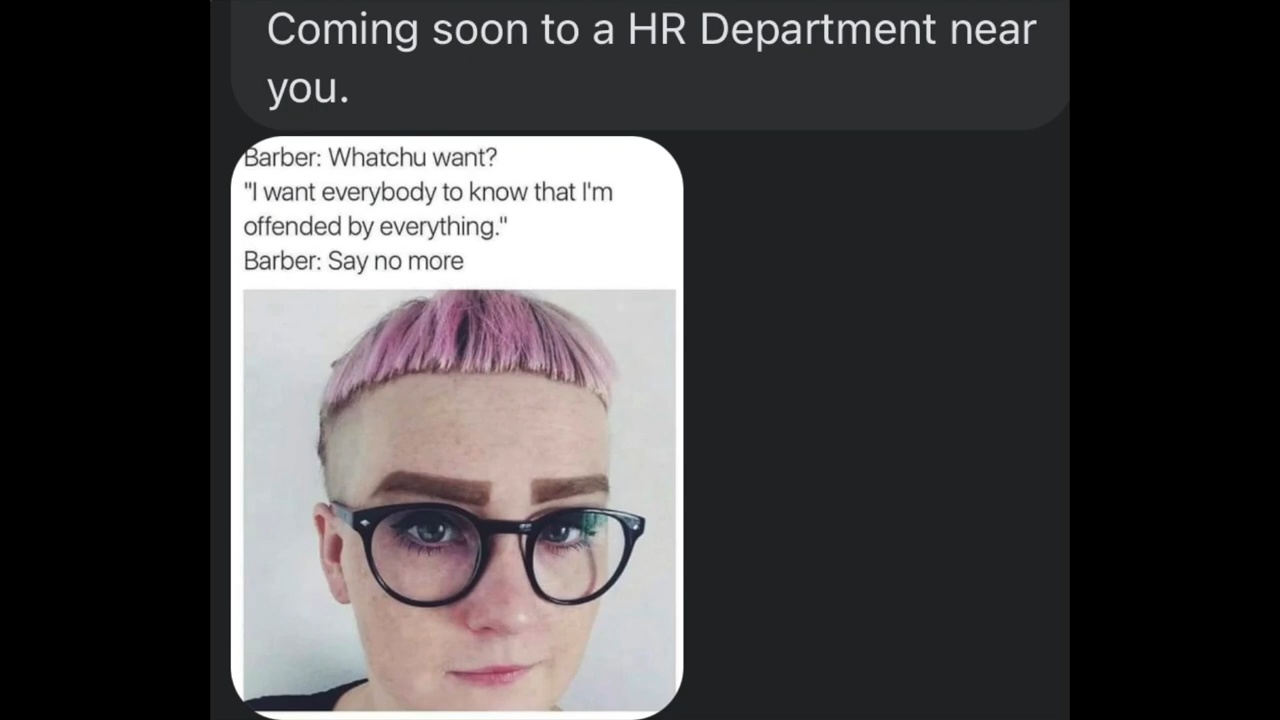 Coming soon to a HR Department near
you.
Barber: Whatchu want?
"I want everybody to know that I'm
offended by everything."
Barber: Say no more